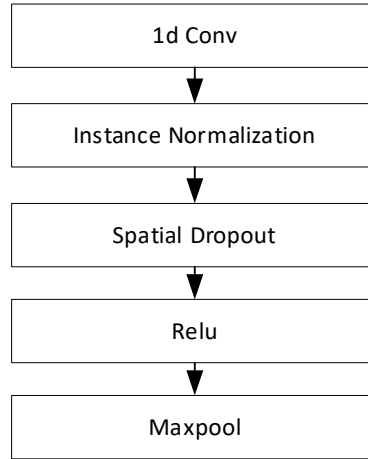 1d Conv
Instance Normalization
Spatial Dropout
Relu
Maxpool